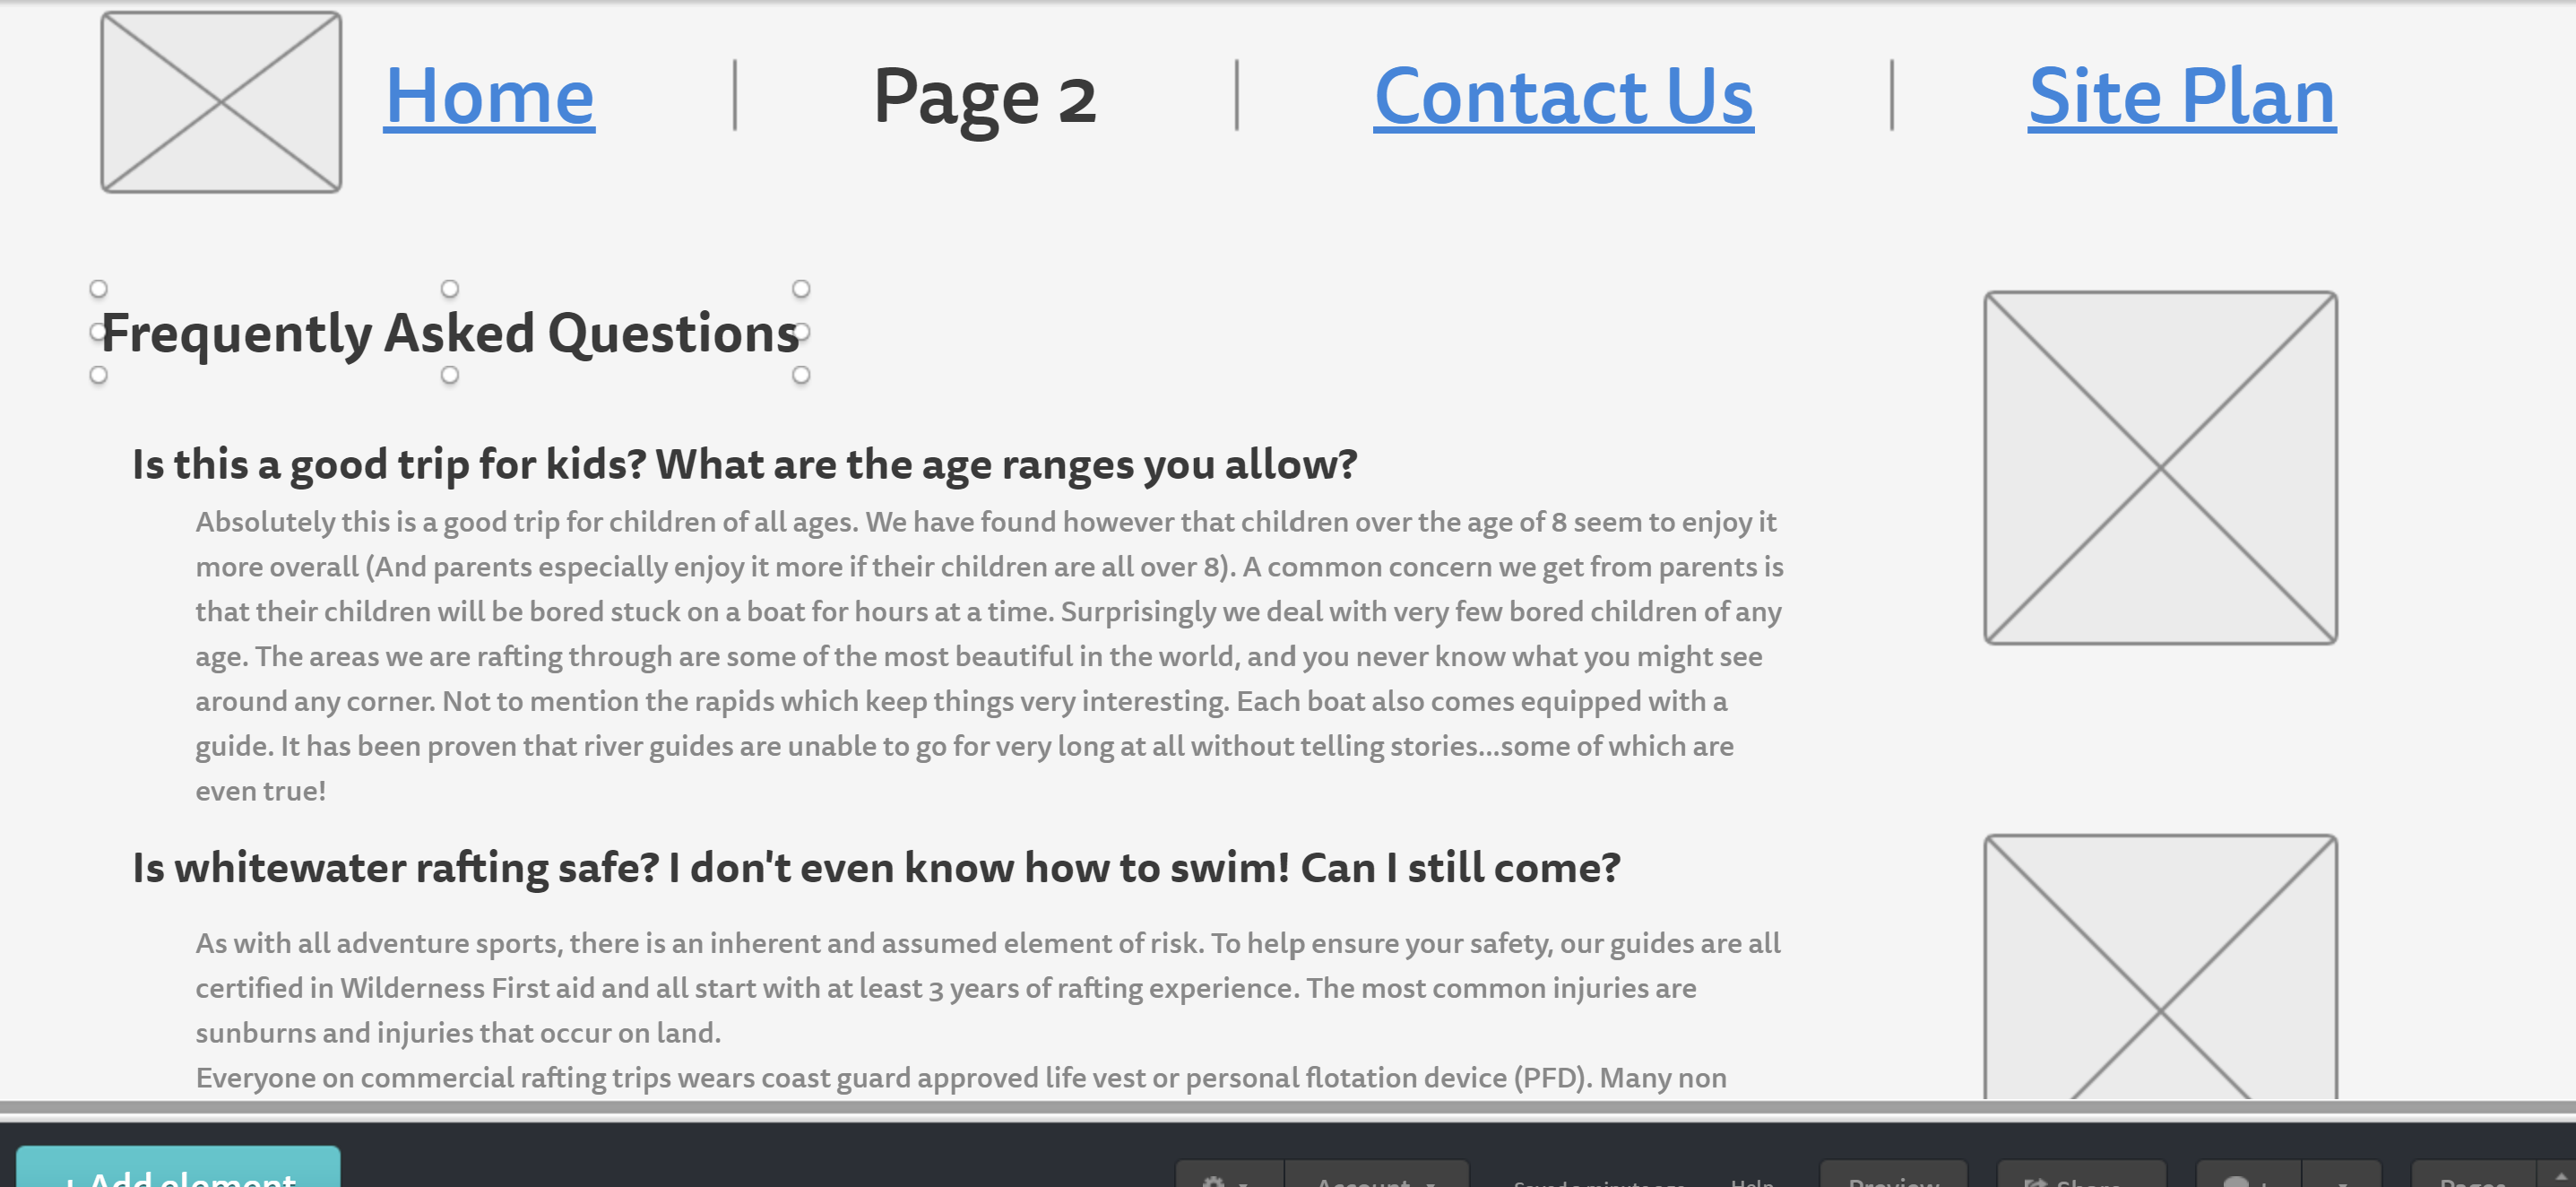 Home | Page 2 | Contact Us | Site Plan
Frequently Asked Questions
Is this a good trip for kids? What are the age ranges you allow?
Absolutely this is a good trip for children of all ages. We have found however that children over the age of 8 seem to enjoy it
more overall (And parents especially enjoy it more if their children are all over 8). A common concern we get from parents is
that their children will be bored stuck on a boat for hours at a time. Surprisingly we deal with very few bored children of any
age. The areas we are rafting through are some of the most beautiful in the world, and you never know what you might see
around any corner. Not to mention the rapids which keep things very interesting. Each boat also comes equipped with a
guide. It has been proven that river guides are unable to go for very long at all without telling stories...some of which are
even true!
Is whitewater rafting safe? I don't even know how to swim! Can I still come?
As with all adventure sports, there is an inherent and assumed element of risk. To help ensure your safety, our guides are all
certified in Wilderness First aid and all start with at least 3 years of rafting experience. The most common injuries are
sunburns and injuries that occur on land.
Everyone on commercial rafting trips wears coast guard approved life vest or personal flotation device (PFD). Many non
+ Add element Account Saved a minute ago Help Preview Share Pages